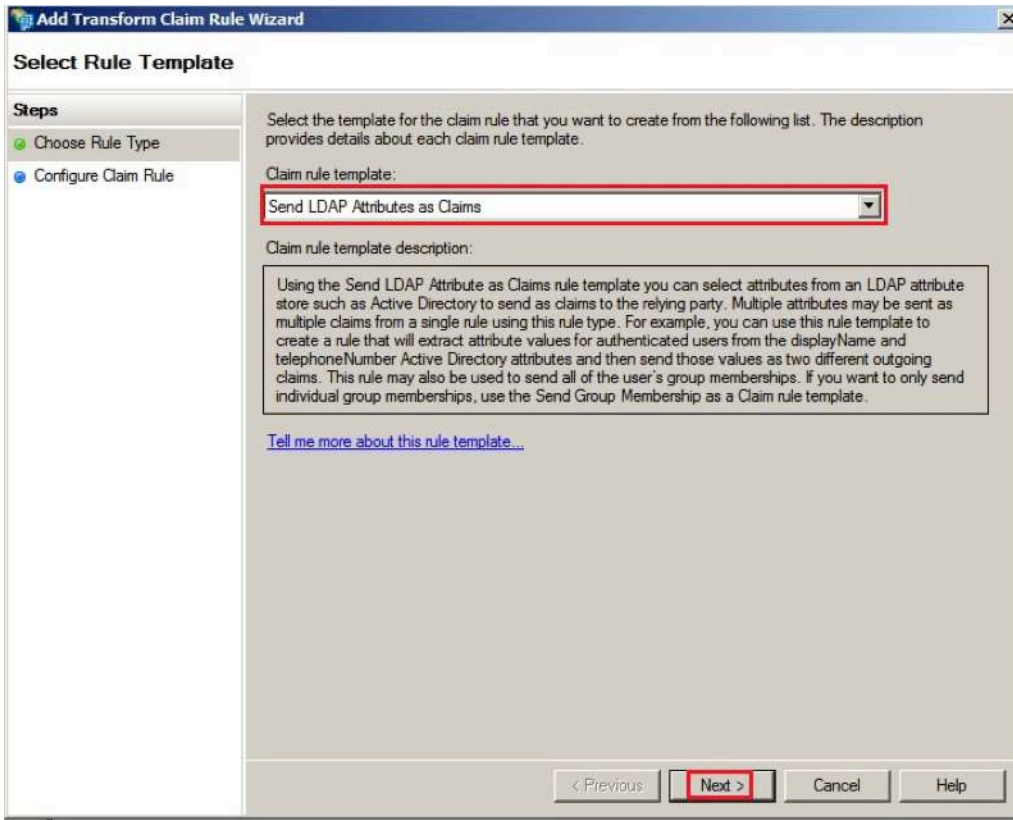 Add Transform Claim Rule Wizard
Select Rule Template
Steps
Choose Rule Type
Configure Claim Rule
Select the template for the claim rule that you want to create from the following list. The description
provides details about each claim rule template.
Claim rule template:
Send LDAP Attributes as Claims
Claim rule template description:
Using the Send LDAP Attribute as Claims rule template you can select attributes from an LDAP attribute
store such as Active Directory to send as claims to the relying party. Multiple attributes may be sent as
multiple claims from a single rule using this rule type. For example, you can use this rule template to
create a rule that will extract attribute values for authenticated users from the displayName and
telephoneNumber Active Directory attributes and then send those values as two different outgoing
claims. This rule may also be used to send all of the user's group memberships. If you want to only send
individual group memberships, use the Send Group Membership as a Claim rule template.
Tell me more about this rule template...
< Previous
Next >
Cancel
Help